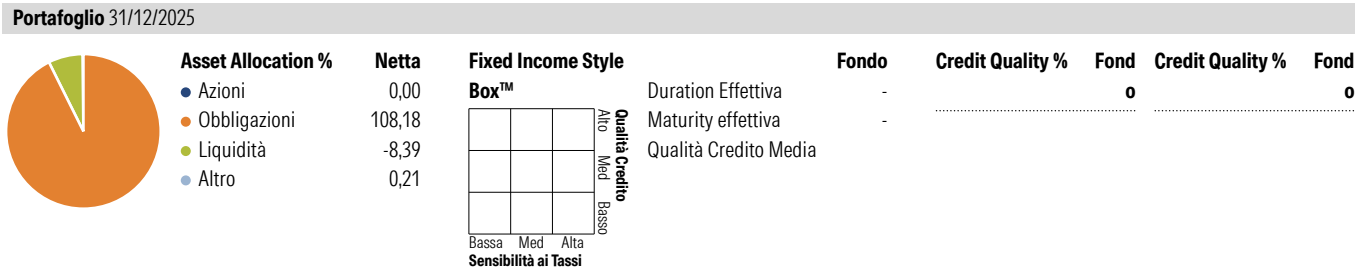 Portafoglio 31/12/2025
Asset Allocation % Netta
Azioni 0,00
Obbligazioni 108,18
Liquidità -8,39
Altro 0,21
Fixed Income Style
Box™
Alto Med Basso
Qualità Credito
Bassa Med Alta
Sensibilità ai Tassi
Fondo
Duration Effettiva -
Maturity effettiva -
Qualità Credito Media
Credit Quality % Fond
o
Credit Quality % Fond
o